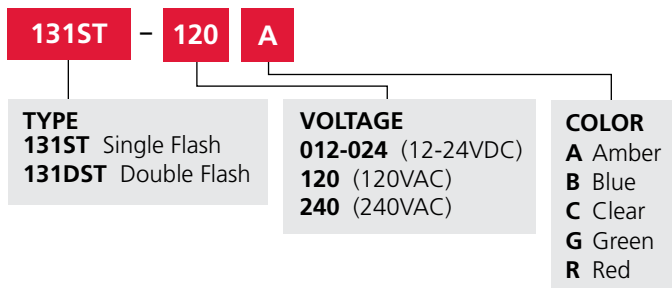 131ST – 120 A
TYPE
131ST Single Flash
131DST Double Flash
VOLTAGE
012-024 (12-24VDC)
120 (120VAC)
240 (240VAC)
COLOR
A Amber
B Blue
C Clear
G Green
R Red